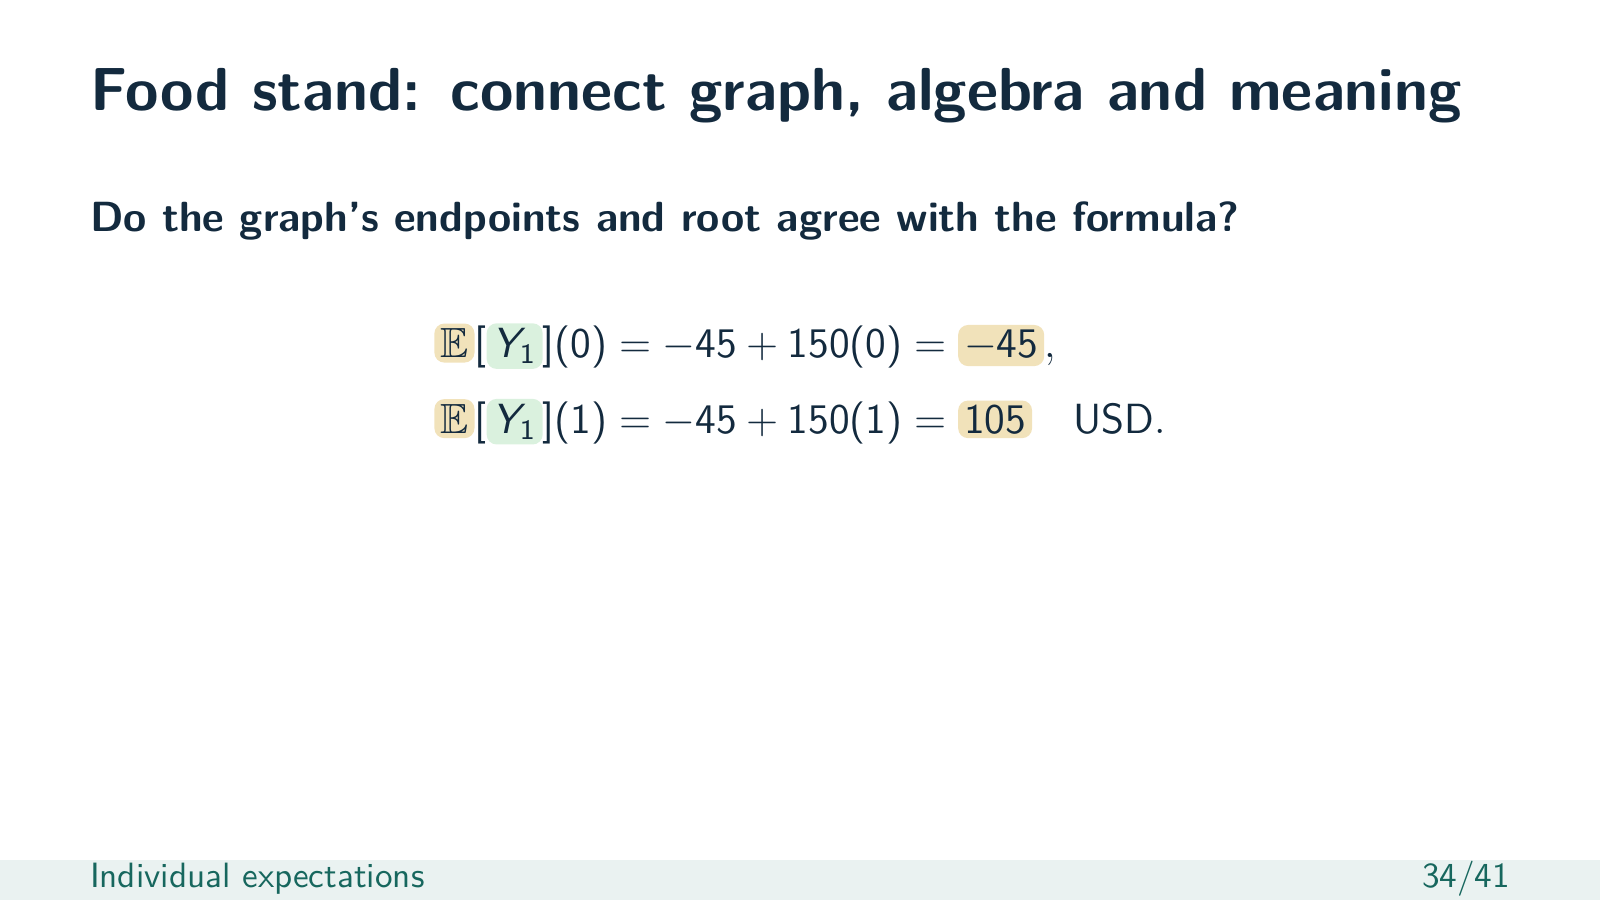 Food stand: connect graph, algebra and meaning
Do the graph's endpoints and root agree with the formula?
𝔼[Y₁](0) = −45 + 150(0) = −45,
𝔼[Y₁](1) = −45 + 150(1) = 105 USD.
Individual expectations
34/41